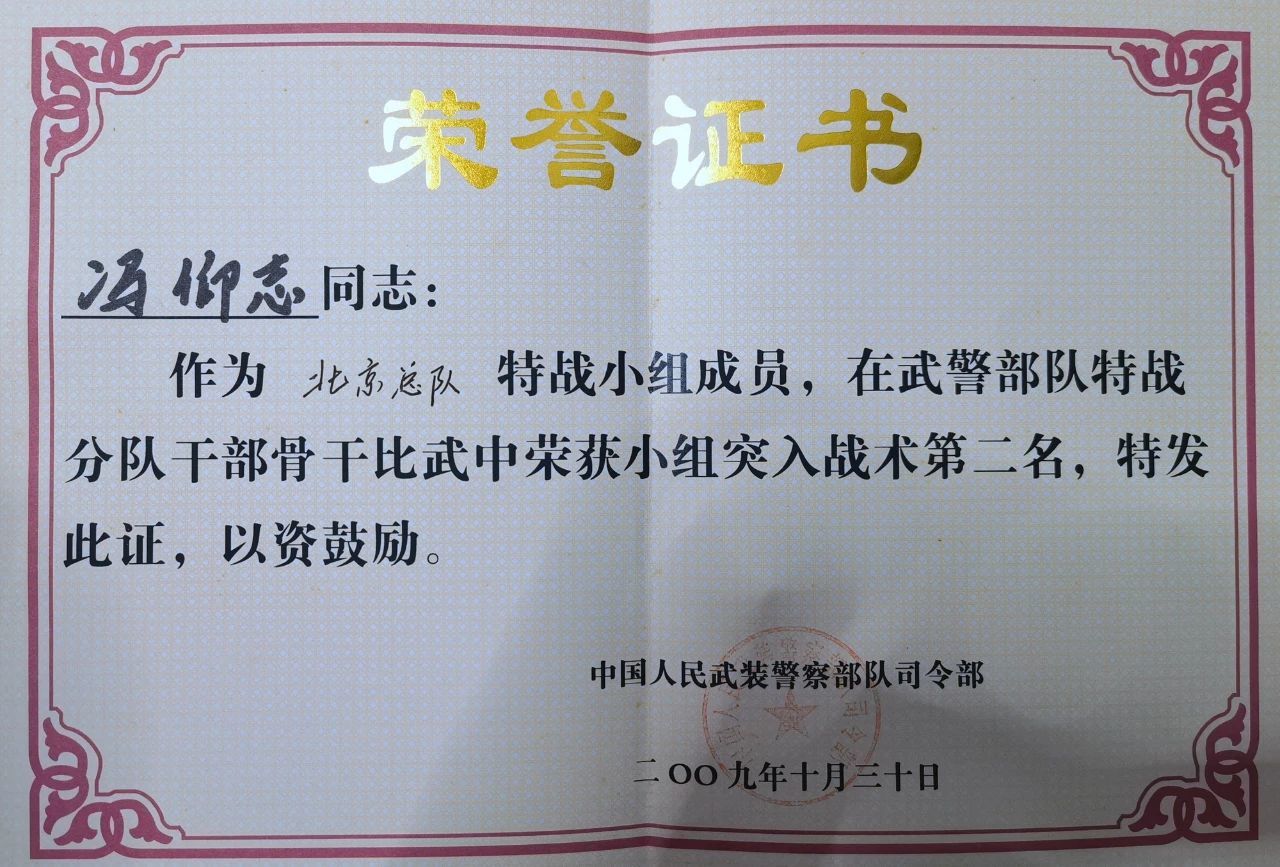 荣誉证书
冯仰志同志：
作为 北京总队 特战小组成员，在武警部队特战
分队干部骨干比武中荣获小组突入战术第二名，特发
此证，以资鼓励。
中国人民武装警察部队司令部
二〇〇九年十月三十日